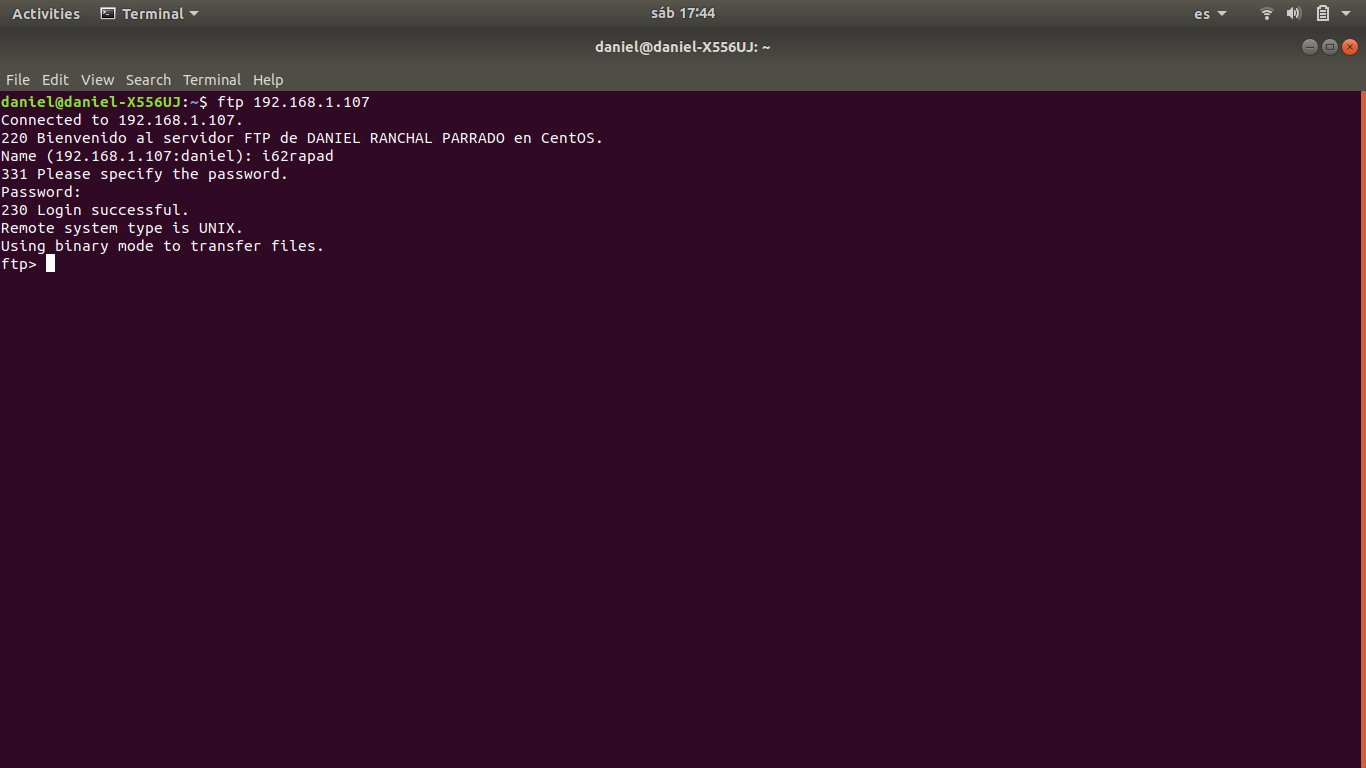 Activities Terminal sáb 17:44 es
daniel@daniel-X556UJ: ~
File Edit View Search Terminal Help
daniel@daniel-X556UJ:~$ ftp 192.168.1.107
Connected to 192.168.1.107.
220 Bienvenido al servidor FTP de DANIEL RANCHAL PARRADO en CentOS.
Name (192.168.1.107:daniel): i62rapad
331 Please specify the password.
Password:
230 Login successful.
Remote system type is UNIX.
Using binary mode to transfer files.
ftp>